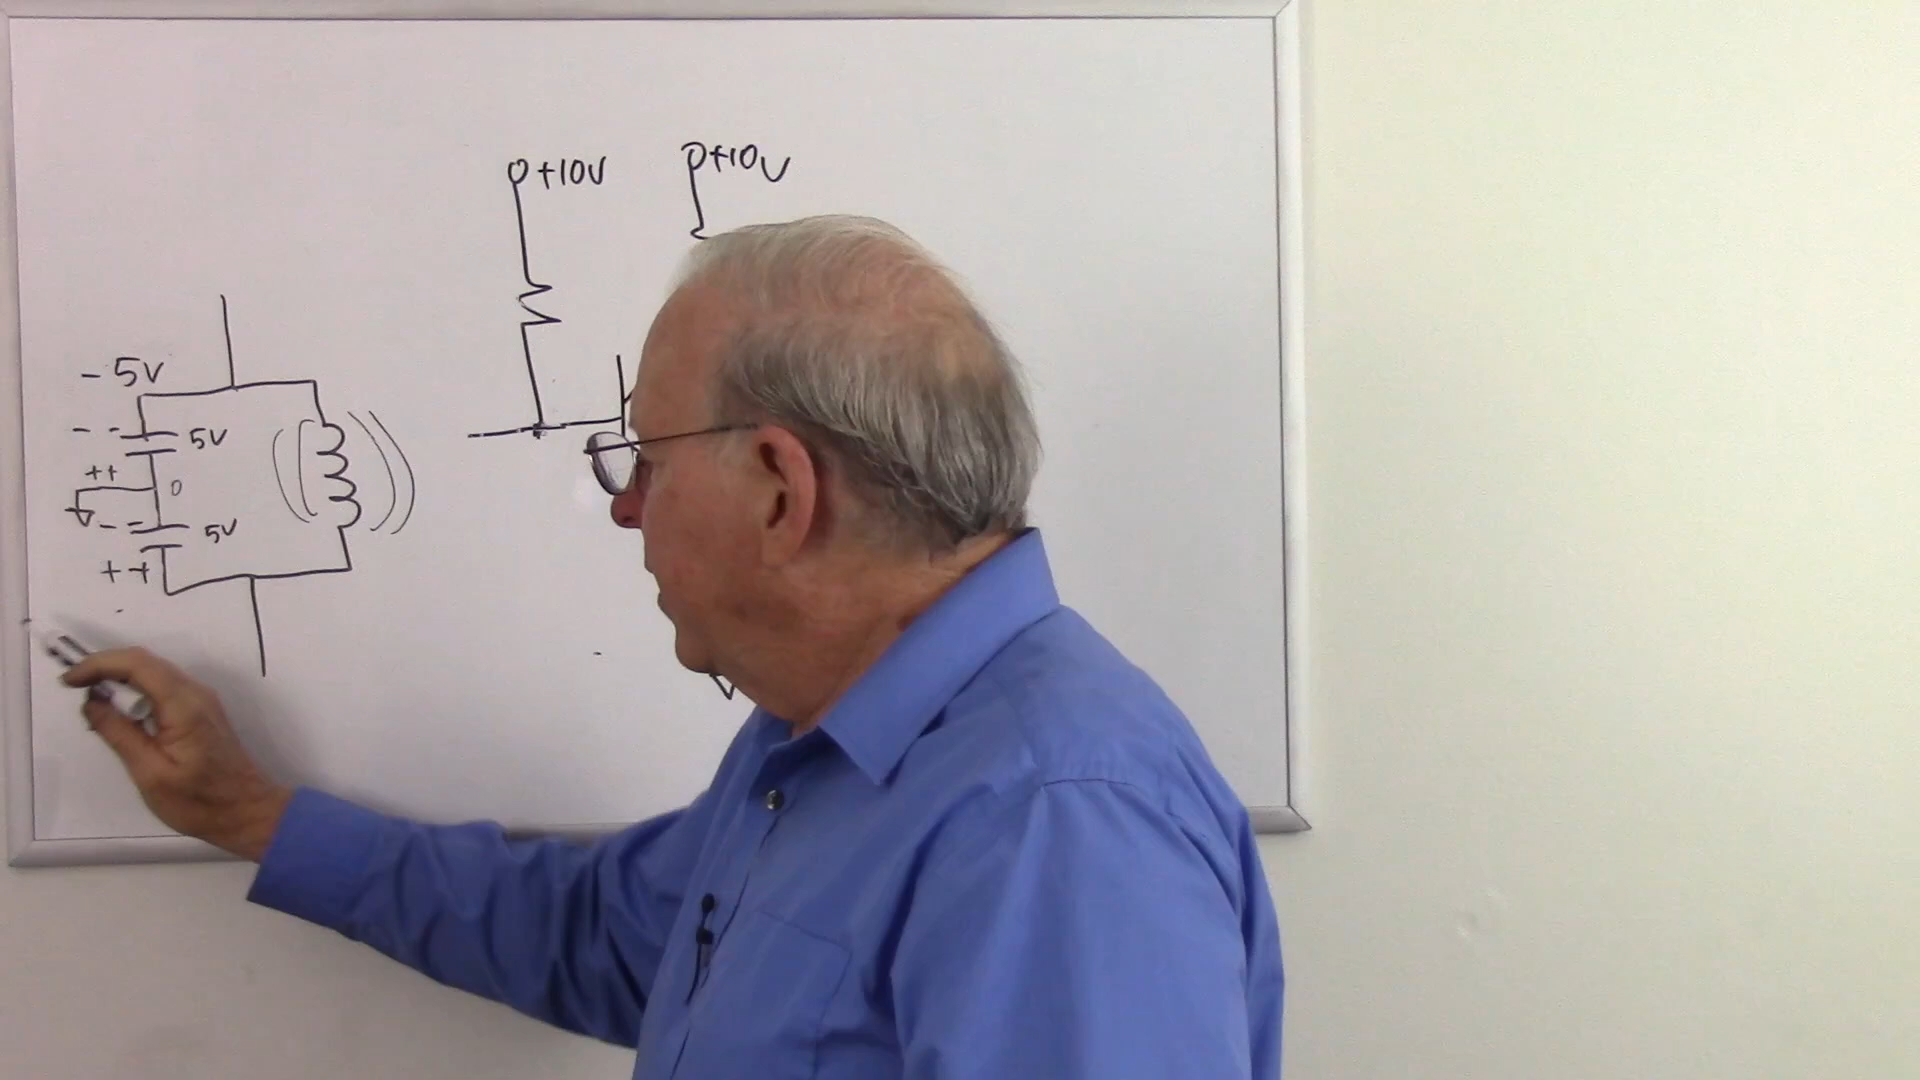 +10V
+10V
- 5V
- -
5V
++
0
- -
5V
++